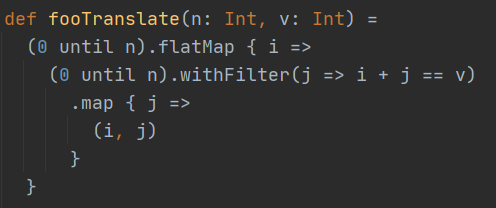 def fooTranslate(n: Int, v: Int) =
  (0 until n).flatMap { i =>
    (0 until n).withFilter(j => i + j == v)
      .map { j =>
        (i, j)
      }
  }